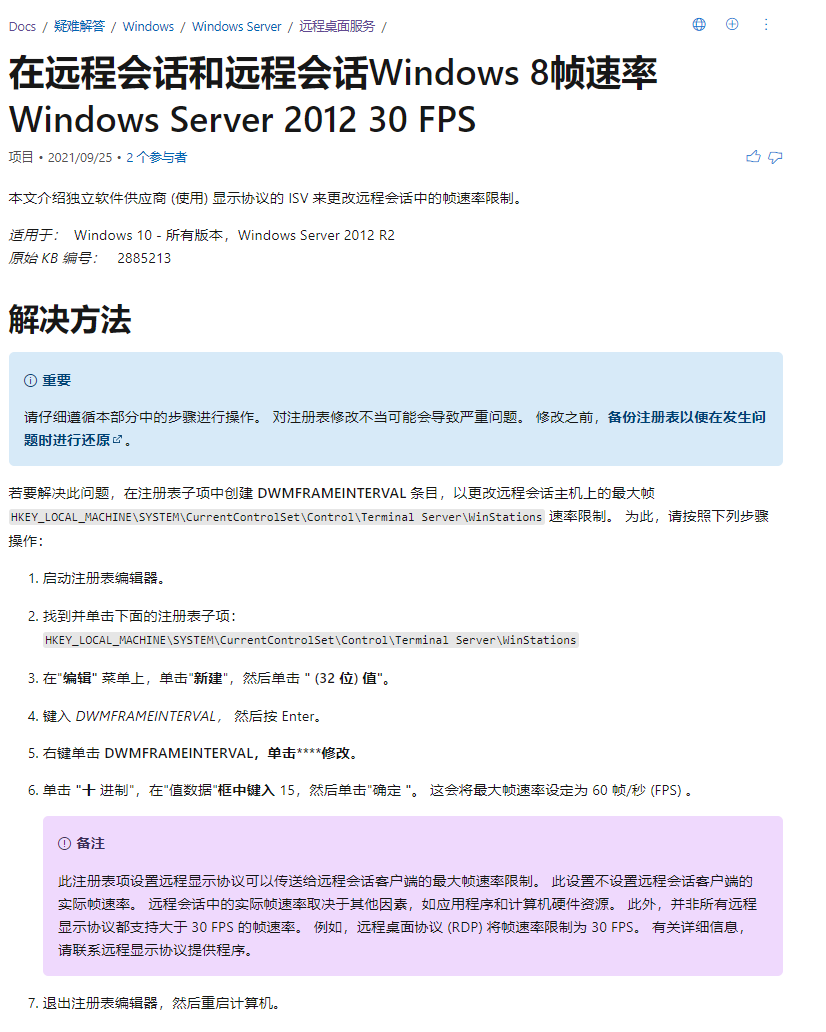 Docs / 疑难解答 / Windows / Windows Server / 远程桌面服务 /
在远程会话和远程会话Windows 8帧速率
Windows Server 2012 30 FPS
项目 • 2021/09/25 • 2 个参与者
本文介绍独立软件供应商 (使用) 显示协议的 ISV 来更改远程会话中的帧速率限制。
适用于： Windows 10 - 所有版本，Windows Server 2012 R2
原始 KB 编号： 2885213
解决方法
重要
请仔细遵循本部分中的步骤进行操作。 对注册表修改不当可能会导致严重问题。 修改之前，备份注册表以便在发生问
题时进行还原。
若要解决此问题，在注册表子项中创建 DWMFRAMEINTERVAL 条目，以更改远程会话主机上的最大帧
HKEY_LOCAL_MACHINE\SYSTEM\CurrentControlSet\Control\Terminal Server\WinStations 速率限制。 为此，请按照下列步骤
操作：
1. 启动注册表编辑器。
2. 找到并单击下面的注册表子项：
HKEY_LOCAL_MACHINE\SYSTEM\CurrentControlSet\Control\Terminal Server\WinStations
3. 在"编辑" 菜单上，单击"新建"，然后单击 " (32 位) 值"。
4. 键入 DWMFRAMEINTERVAL， 然后按 Enter。
5. 右键单击 DWMFRAMEINTERVAL，单击****修改。
6. 单击 "十 进制"，在"值数据"框中键入 15，然后单击"确定 "。 这会将最大帧速率设定为 60 帧/秒 (FPS) 。
备注
此注册表项设置远程显示协议可以传送给远程会话客户端的最大帧速率限制。 此设置不设置远程会话客户端的
实际帧速率。 远程会话中的实际帧速率取决于其他因素，如应用程序和计算机硬件资源。 此外，并非所有远程
显示协议都支持大于 30 FPS 的帧速率。 例如，远程桌面协议 (RDP) 将帧速率限制为 30 FPS。 有关详细信息，
请联系远程显示协议提供程序。
7. 退出注册表编辑器，然后重启计算机。